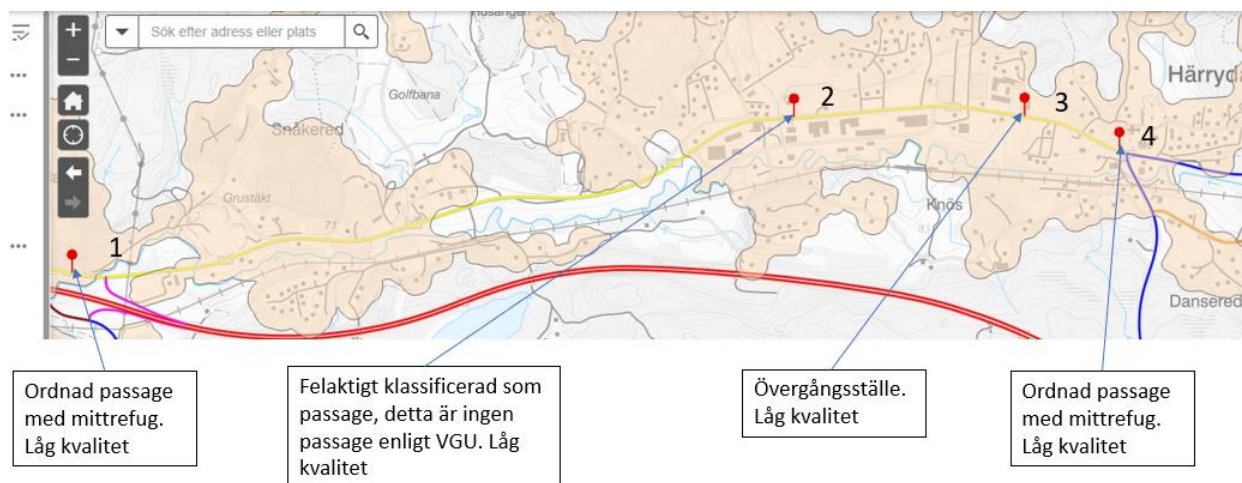 Sök efter adress eller plats
Golfbana
Härryda
Snåkered
Grustäkt
71
Knös
Dansered
1
2
3
4
Ordnad passage
med mittrefug.
Låg kvalitet
Felaktigt klassificerad som
passage, detta är ingen
passage enligt VGU. Låg
kvalitet
Övergångsställe.
Låg kvalitet
Ordnad passage
med mittrefug.
Låg kvalitet